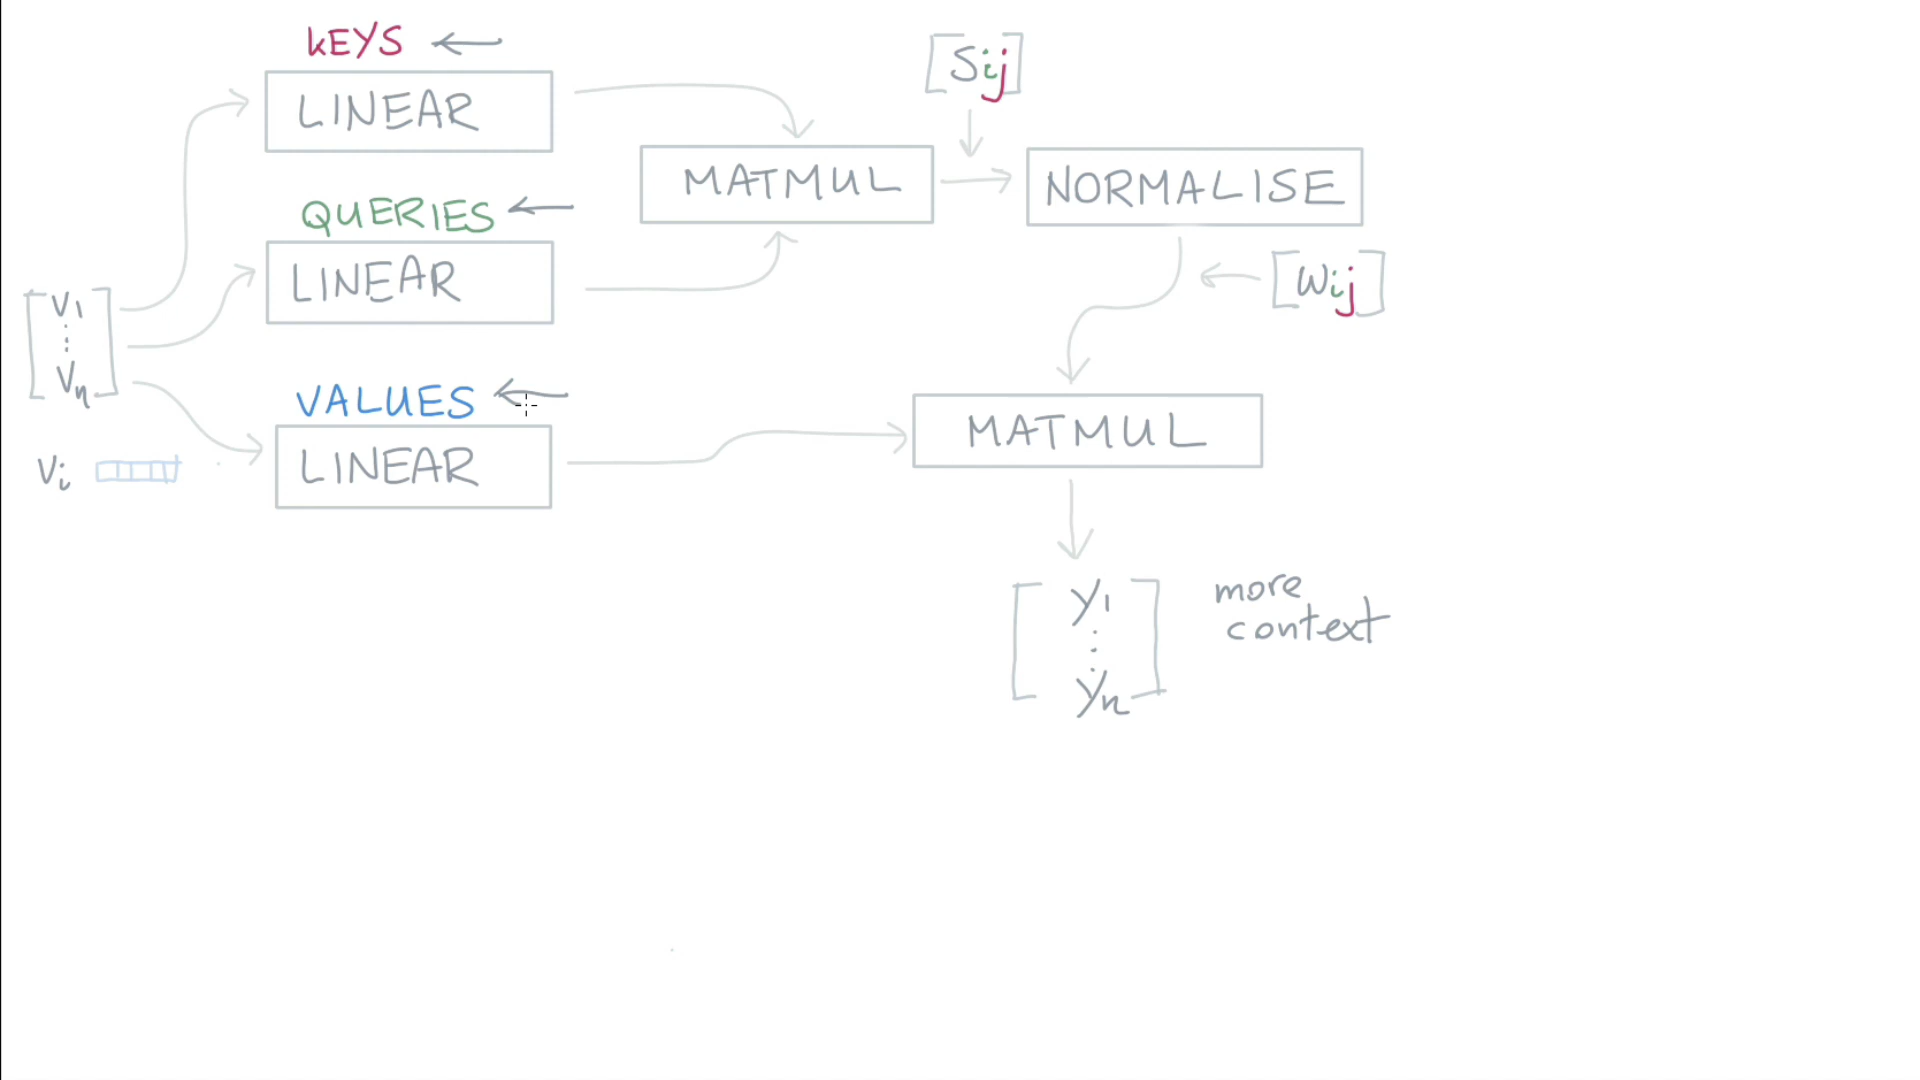 KEYS
LINEAR
[Sij]
MATMUL
NORMALISE
QUERIES
LINEAR
[Wij]
V1
⋮
Vn
VALUES
LINEAR
MATMUL
Vi
y1
⋮
yn
more
context